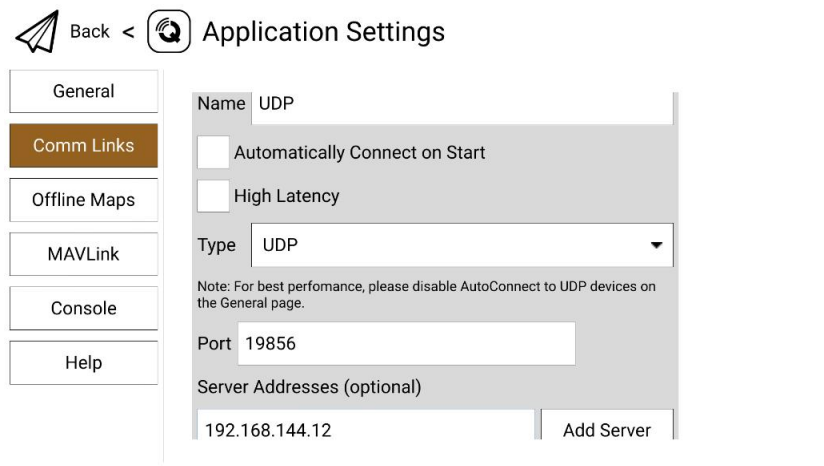 Back < Application Settings
General
Comm Links
Offline Maps
MAVLink
Console
Help
Name UDP
Automatically Connect on Start
High Latency
Type UDP
Note: For best perfomance, please disable AutoConnect to UDP devices on
the General page.
Port 19856
Server Addresses (optional)
192.168.144.12 Add Server